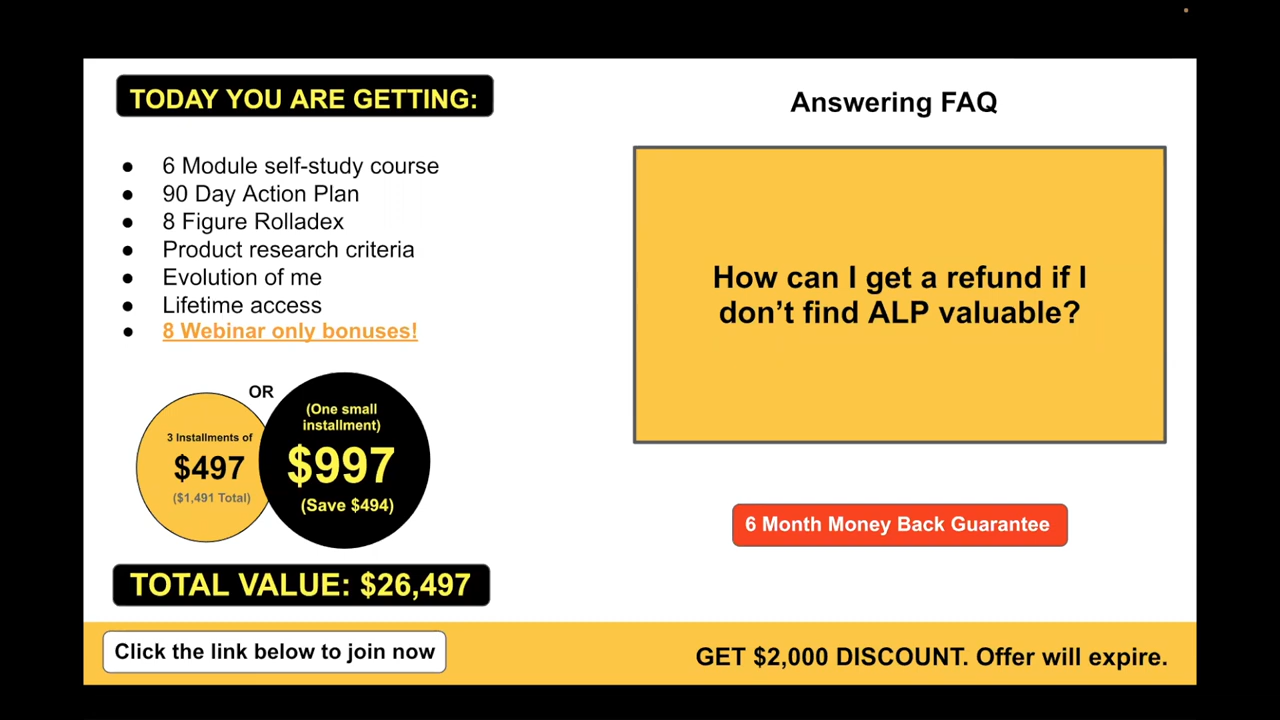 TODAY YOU ARE GETTING:
● 6 Module self-study course
● 90 Day Action Plan
● 8 Figure Rolladex
● Product research criteria
● Evolution of me
● Lifetime access
● 8 Webinar only bonuses!
OR
3 Installments of
$497
($1,491 Total)
(One small
installment)
$997
(Save $494)
TOTAL VALUE: $26,497
Answering FAQ
How can I get a refund if I
don’t find ALP valuable?
6 Month Money Back Guarantee
Click the link below to join now
GET $2,000 DISCOUNT. Offer will expire.